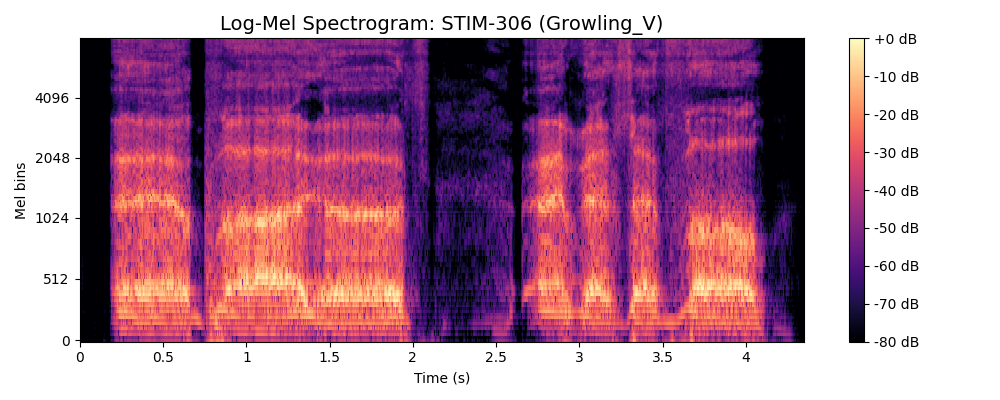 Log-Mel Spectrogram: STIM-306 (Growling_V)
Mel bins
4096
2048
1024
512
0
0 0.5 1 1.5 2 2.5 3 3.5 4
Time (s)
+0 dB
-10 dB
-20 dB
-30 dB
-40 dB
-50 dB
-60 dB
-70 dB
-80 dB